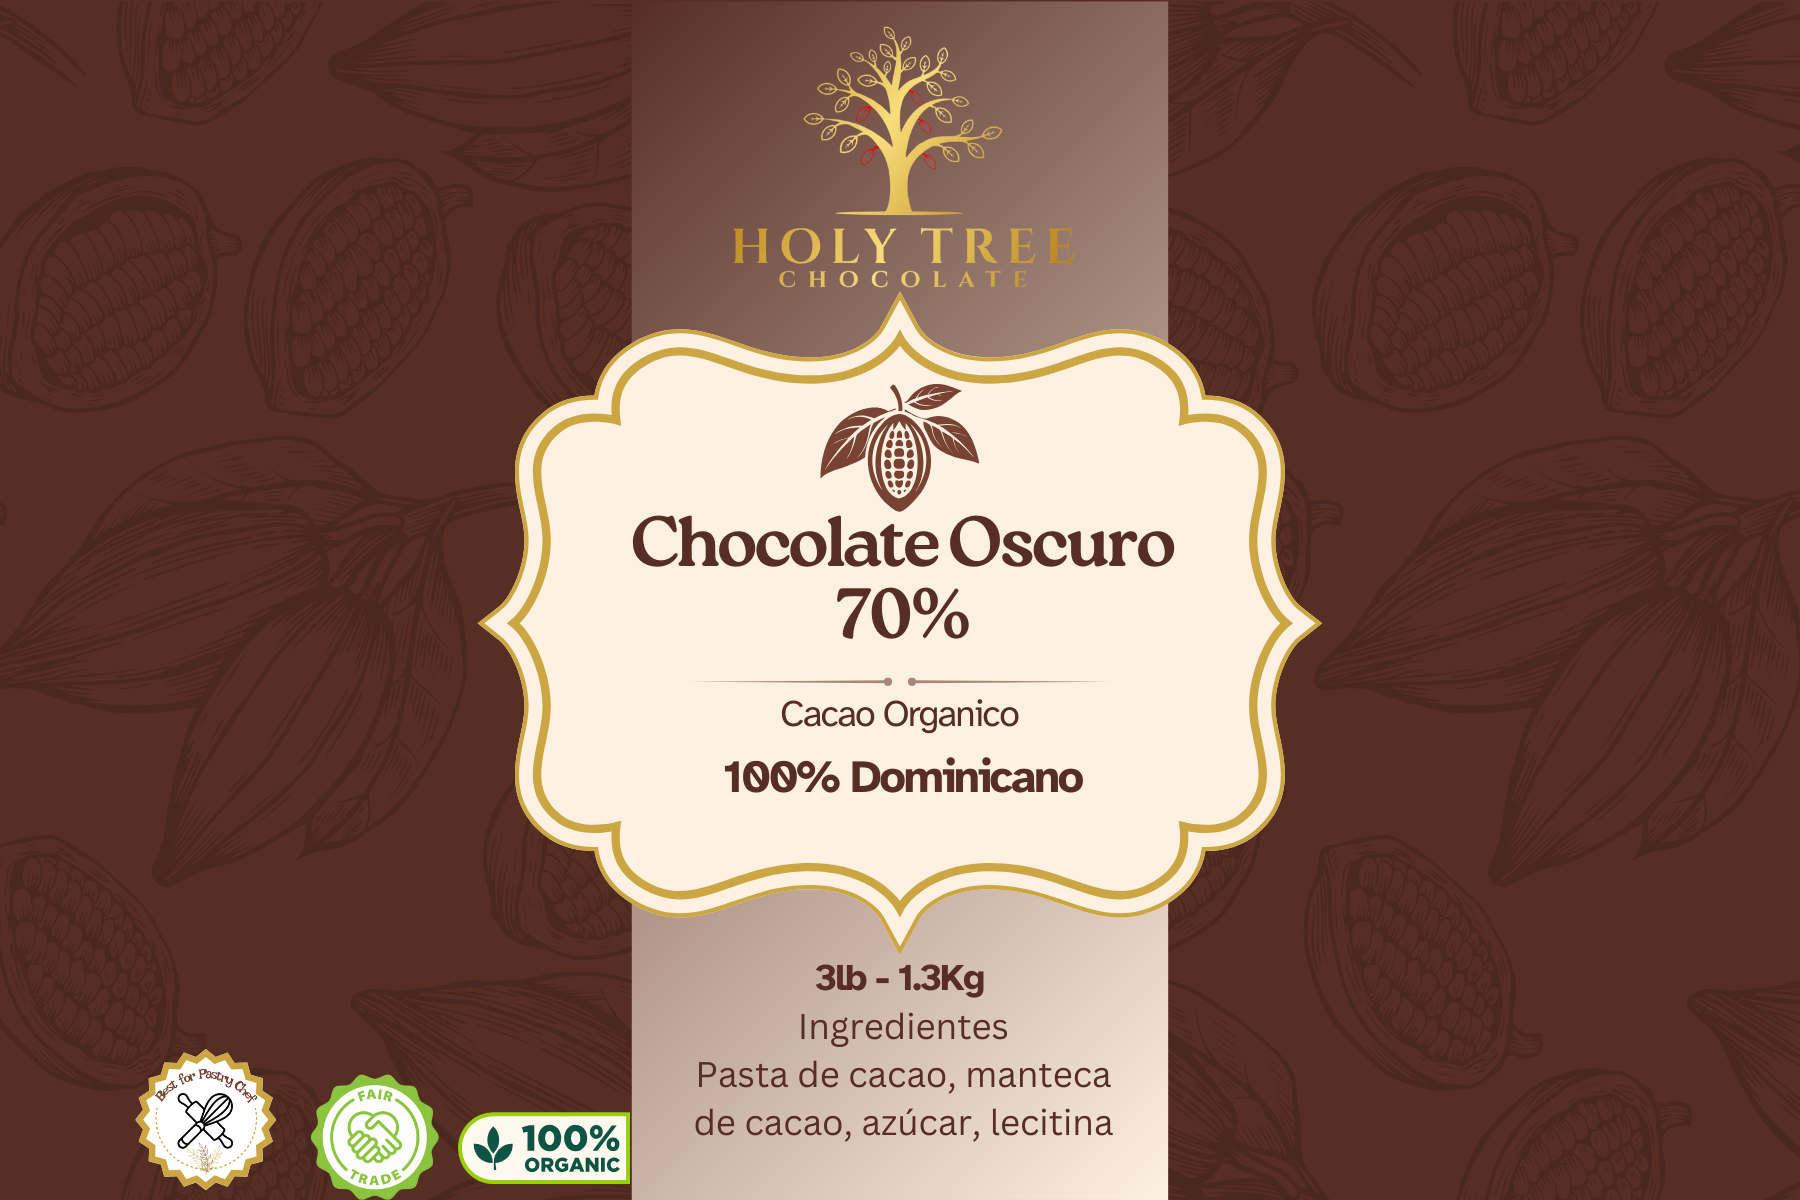 HOLY TREE
CHOCOLATE
Chocolate Oscuro
70%
Cacao Organico
100% Dominicano
3lb - 1.3Kg
Ingredientes
Pasta de cacao, manteca
de cacao, azúcar, lecitina
Best for Pastry Chef
FAIR
TRADE
100%
ORGANIC